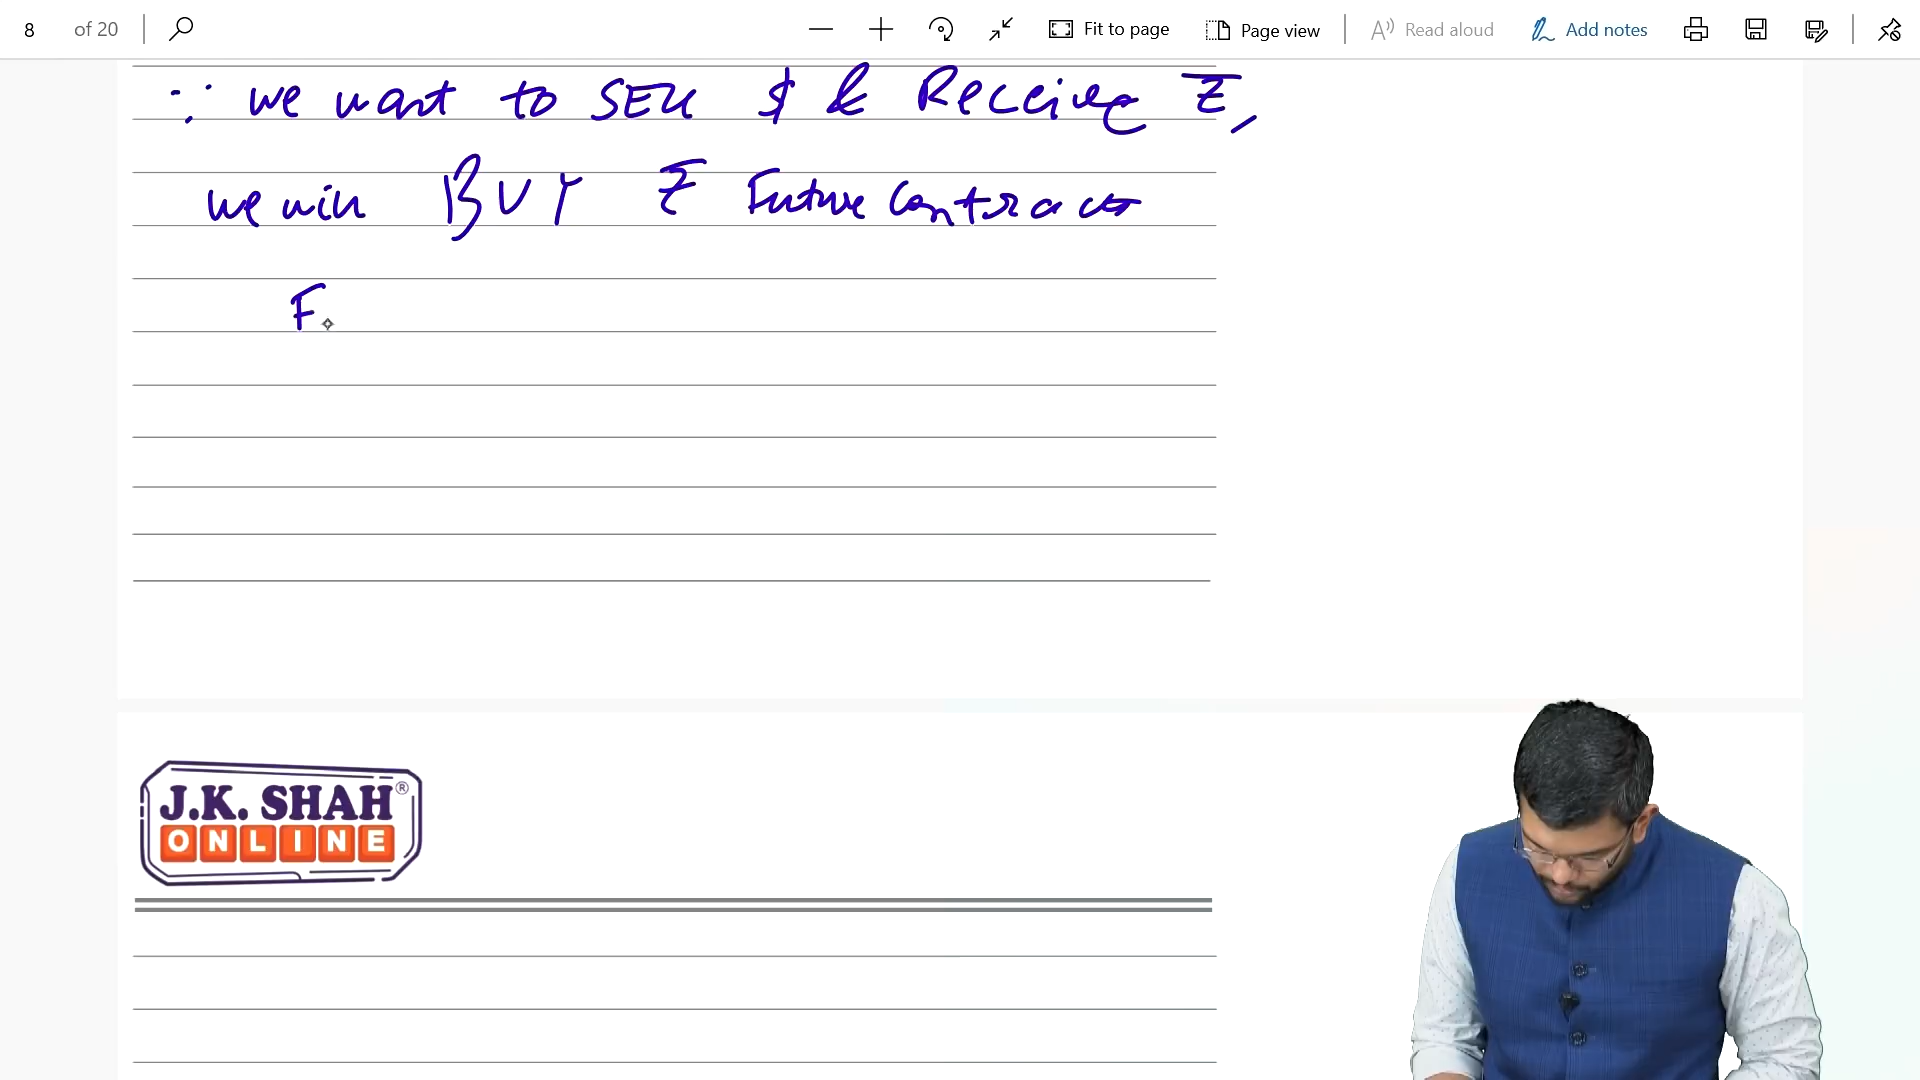 8 of 20 Fit to page Page view Read aloud Add notes
∵ we want to SELL $ & Receive ₹,
we will BUY ₹ Future Contracts
F.
J.K. SHAH®
ONLINE